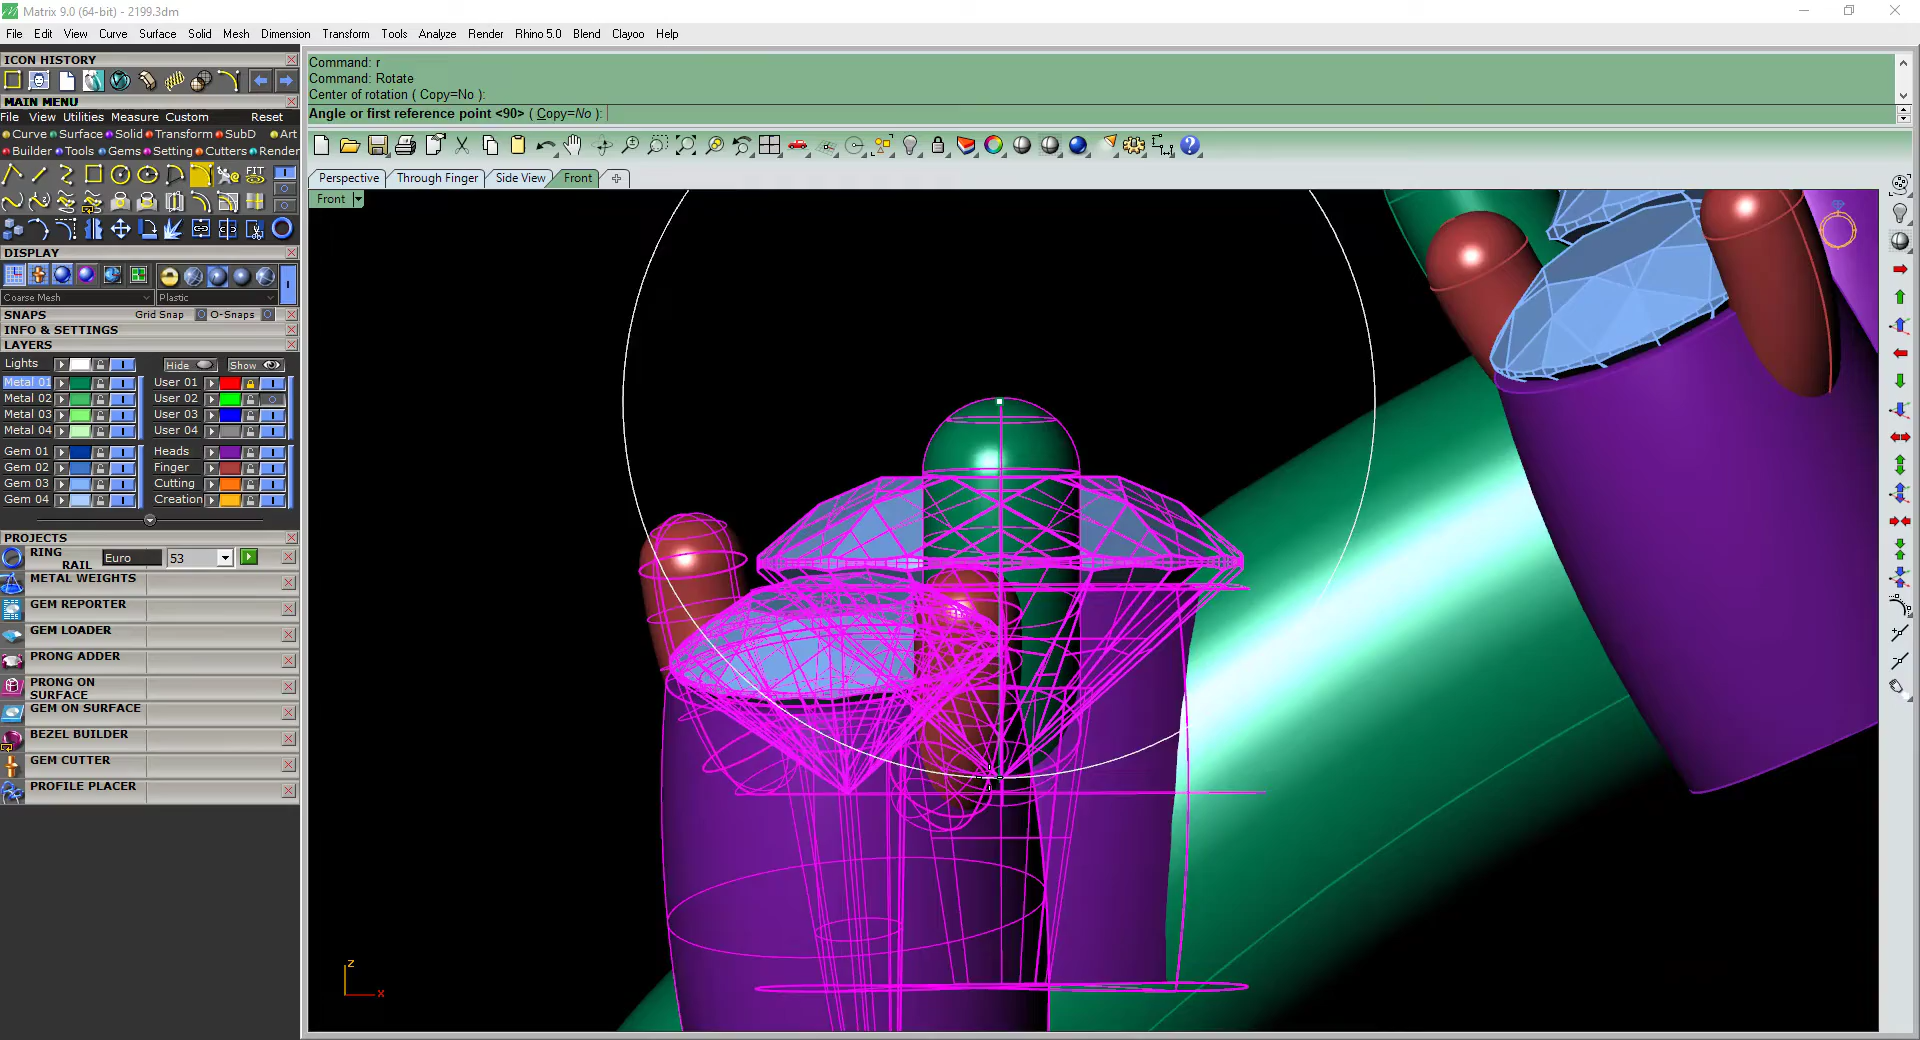 Matrix 9.0 (64-bit) - 2199.3dm
File Edit View Curve Surface Solid Mesh Dimension Transform Tools Analyze Render Rhino 5.0 Blend Clayoo Help
ICON HISTORY
MAIN MENU
File View Utilities Measure Custom Reset
Curve Surface Solid Transform SubD Art
Builder Tools Gems Setting Cutters Render
FIT
DISPLAY
Coarse Mesh Plastic
SNAPS Grid Snap O-Snaps
INFO & SETTINGS
LAYERS
Lights Hide Show
Metal 01 User 01
Metal 02 User 02
Metal 03 User 03
Metal 04 User 04
Gem 01 Heads
Gem 02 Finger
Gem 03 Cutting
Gem 04 Creation
PROJECTS
RING RAIL Euro 53
METAL WEIGHTS
GEM REPORTER
GEM LOADER
PRONG ADDER
PRONG ON SURFACE
GEM ON SURFACE
BEZEL BUILDER
GEM CUTTER
PROFILE PLACER
Command: r
Command: Rotate
Center of rotation ( Copy=No ):
Angle or first reference point <90> ( Copy=No ):
Perspective Through Finger Side View Front
Front
z
x